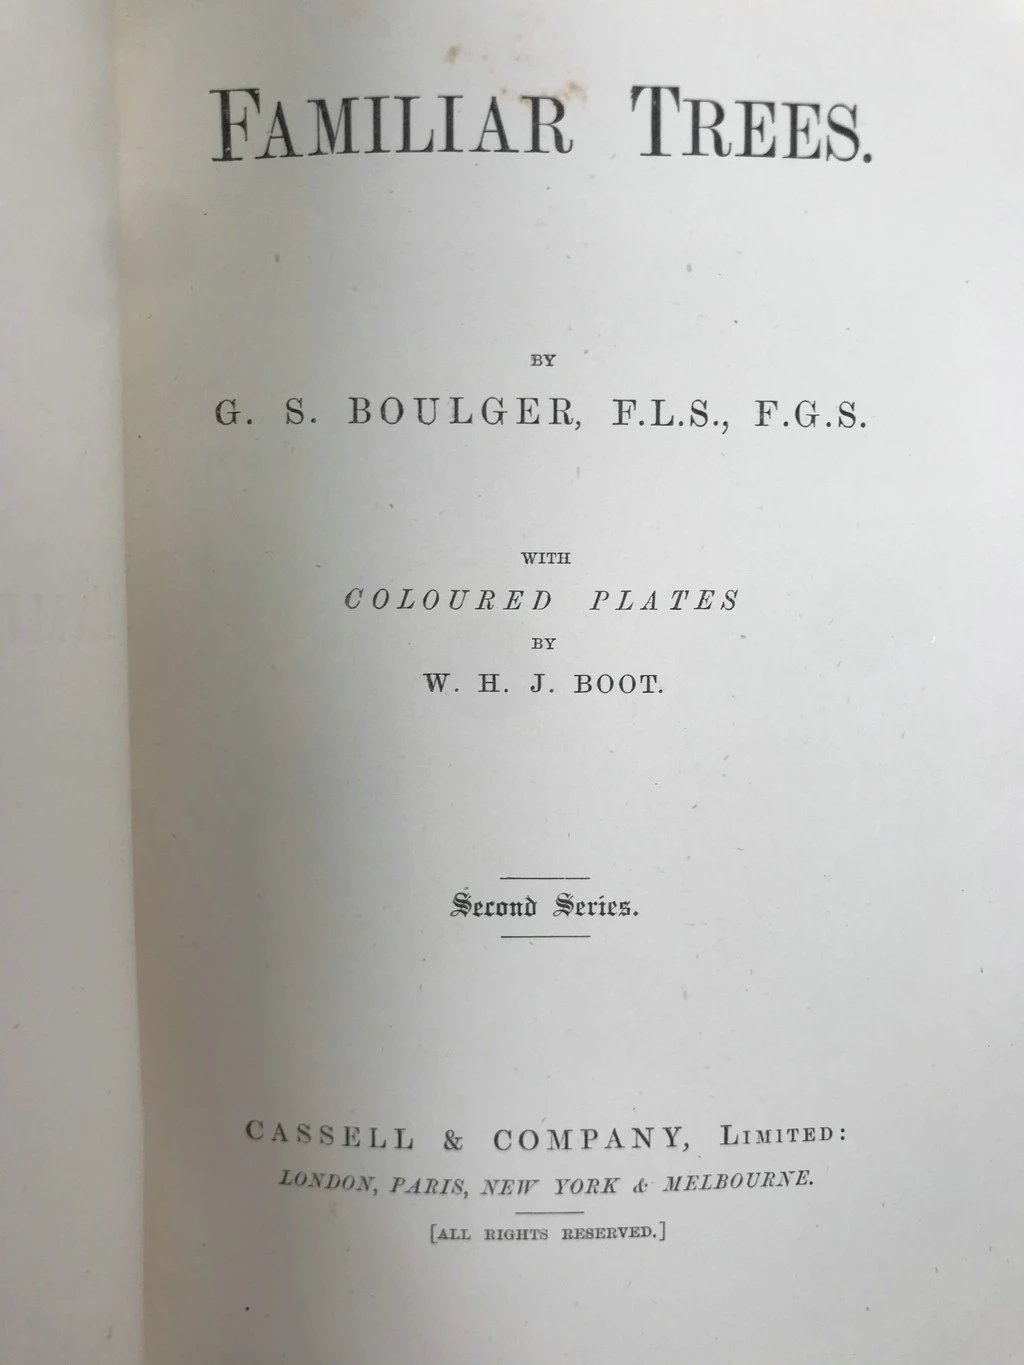 FAMILIAR TREES.
BY
G. S. BOULGER, F.L.S., F.G.S.
WITH
COLOURED PLATES
BY
W. H. J. BOOT.
Second Series.
CASSELL & COMPANY, LIMITED:
LONDON, PARIS, NEW YORK & MELBOURNE.
[ALL RIGHTS RESERVED.]